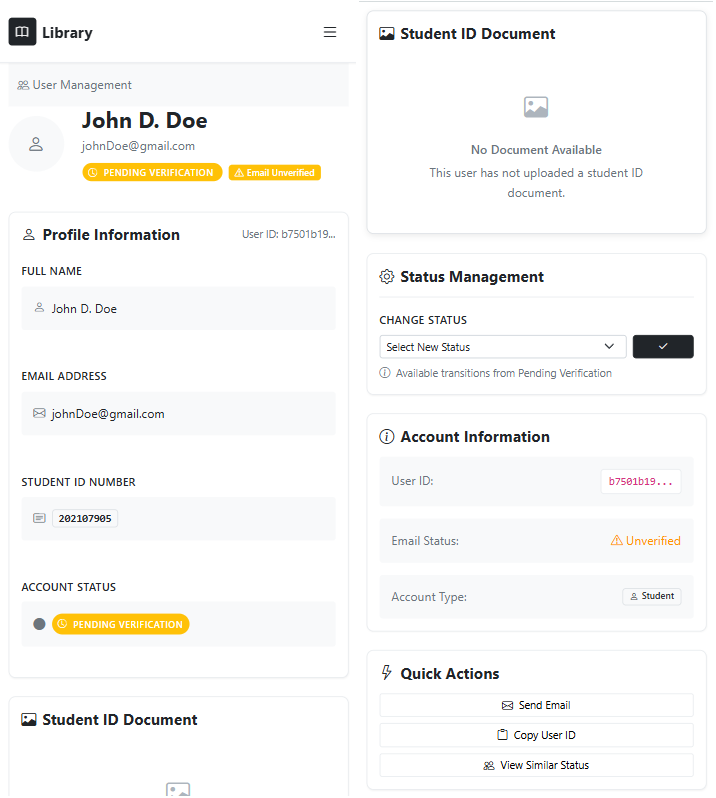 Library
User Management
John D. Doe
johnDoe@gmail.com
PENDING VERIFICATION Email Unverified
Profile Information User ID: b7501b19...
FULL NAME
John D. Doe
EMAIL ADDRESS
johnDoe@gmail.com
STUDENT ID NUMBER
202107905
ACCOUNT STATUS
PENDING VERIFICATION
Student ID Document
Student ID Document
No Document Available
This user has not uploaded a student ID
document.
Status Management
CHANGE STATUS
Select New Status
Available transitions from Pending Verification
Account Information
User ID: b7501b19...
Email Status: Unverified
Account Type: Student
Quick Actions
Send Email
Copy User ID
View Similar Status